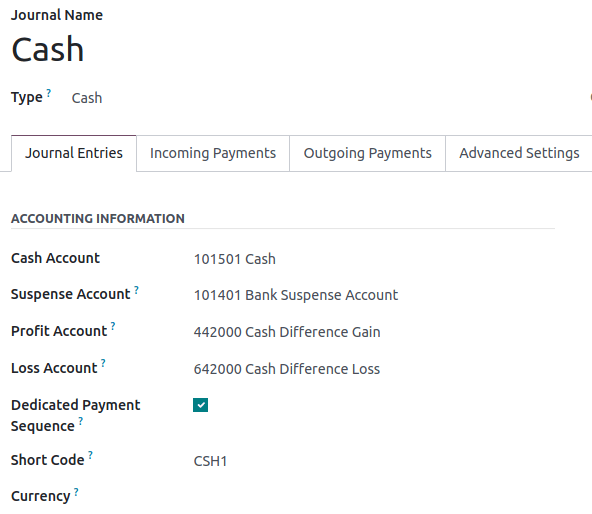 Journal Name
Cash
Type ? Cash
Journal Entries Incoming Payments Outgoing Payments Advanced Settings
ACCOUNTING INFORMATION
Cash Account 101501 Cash
Suspense Account ? 101401 Bank Suspense Account
Profit Account ? 442000 Cash Difference Gain
Loss Account ? 642000 Cash Difference Loss
Dedicated Payment
Sequence ?
Short Code ? CSH1
Currency ?